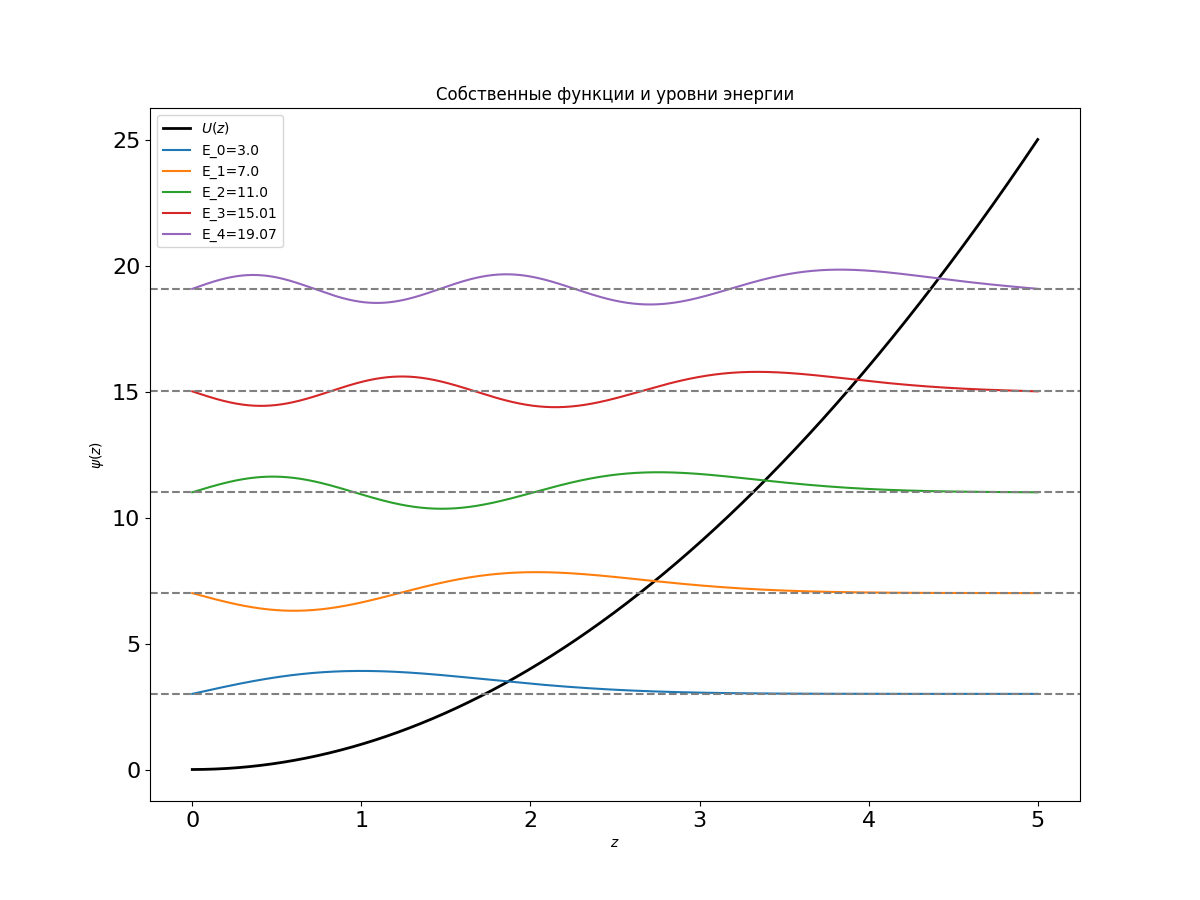 Собственные функции и уровни энергии
U(z)
E_0=3.0
E_1=7.0
E_2=11.0
E_3=15.01
E_4=19.07
25
20
15
10
5
0
ψ(z)
0 1 2 3 4 5
z